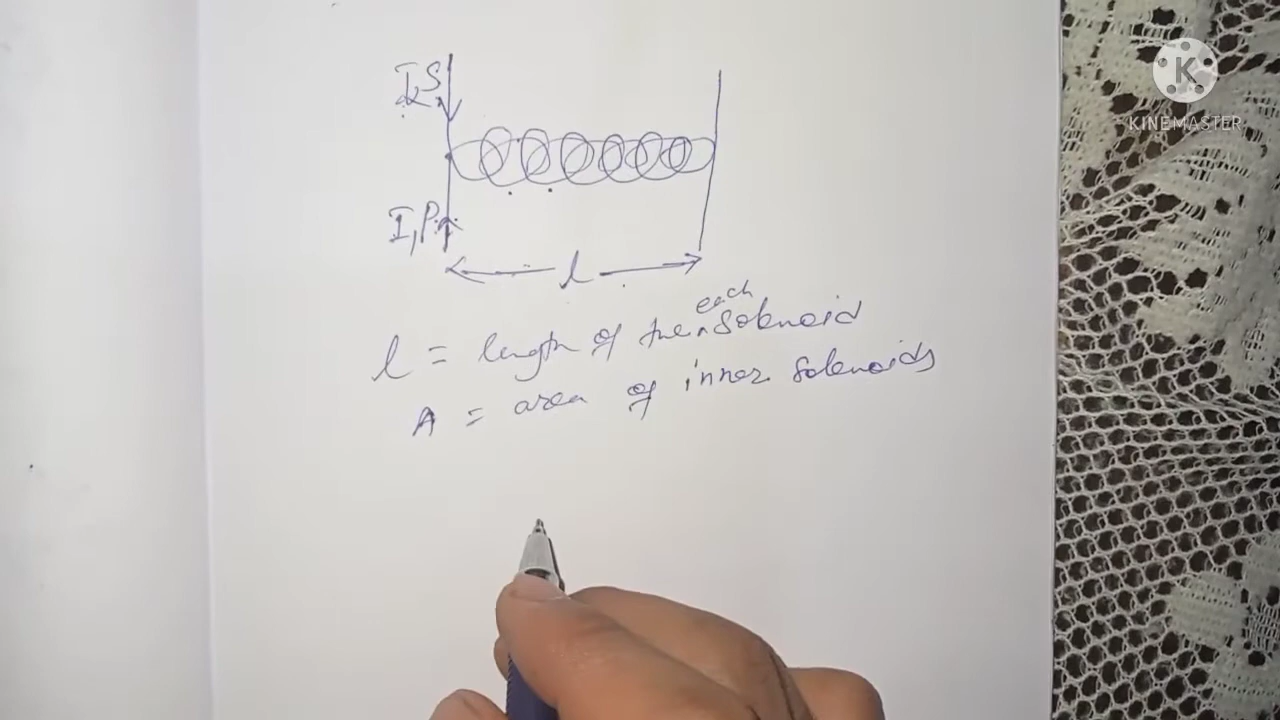 I₂S
I₁P
l
l = length of the each solenoid
A = area of inner solenoids
K
KINEMASTER